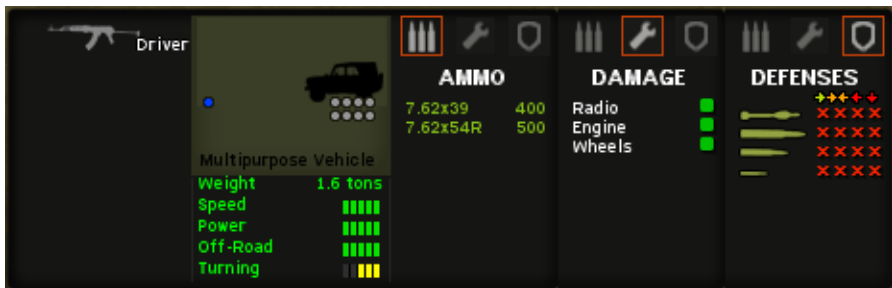 Driver
Multipurpose Vehicle
Weight 1.6 tons
Speed
Power
Off-Road
Turning
AMMO
7.62x39 400
7.62x54R 500
DAMAGE
Radio
Engine
Wheels
DEFENSES